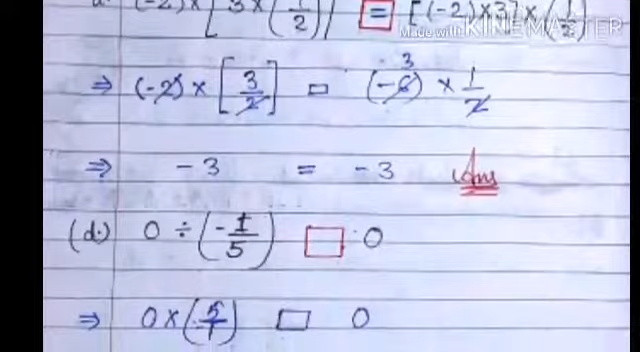 (-2) × [3 × (1/2)] = [(-2) × 3] × (1/2)
Made with KINEMASTER
⇒ (-2) × [3/2] □ 3 (-6) × 1/2
⇒ -3 = -3 Ans
(d.) 0 ÷ (-1/5) □ 0
⇒ 0 × (5/1) □ 0